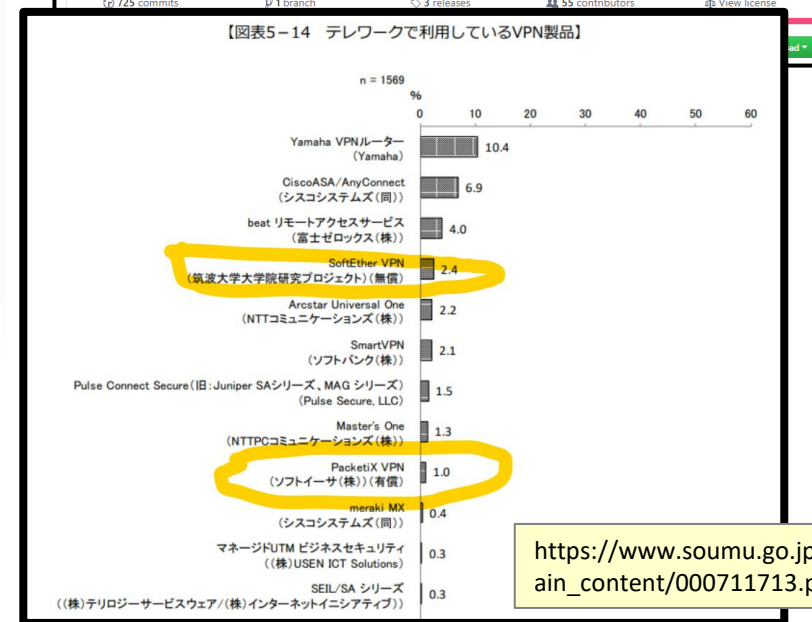 725 commits
1 branch
3 releases
55 contributors
View license
【図表5-14 テレワークで利用しているVPN製品】
n = 1569
%
0 10 20 30 40 50 60
Yamaha VPNルーター
(Yamaha)
10.4
CiscoASA/AnyConnect
(シスコシステムズ(同))
6.9
beat リモートアクセスサービス
(富士ゼロックス(株))
4.0
SoftEther VPN
(筑波大学大学院研究プロジェクト)(無償)
2.4
Arcstar Universal One
(NTTコミュニケーションズ(株))
2.2
SmartVPN
(ソフトバンク(株))
2.1
Pulse Connect Secure(旧:Juniper SAシリーズ、MAG シリーズ)
(Pulse Secure, LLC)
1.5
Master's One
(NTTPCコミュニケーションズ(株))
1.3
PacketiX VPN
(ソフトイーサ(株))(有償)
1.0
meraki MX
(シスコシステムズ(同))
0.4
マネージドUTM ビジネスセキュリティ
((株)USEN ICT Solutions)
0.3
SEIL/SA シリーズ
((株)テリロジーサービスウェア/(株)インターネットイニシアティブ))
0.3
https://www.soumu.go.jp
ain_content/000711713.p